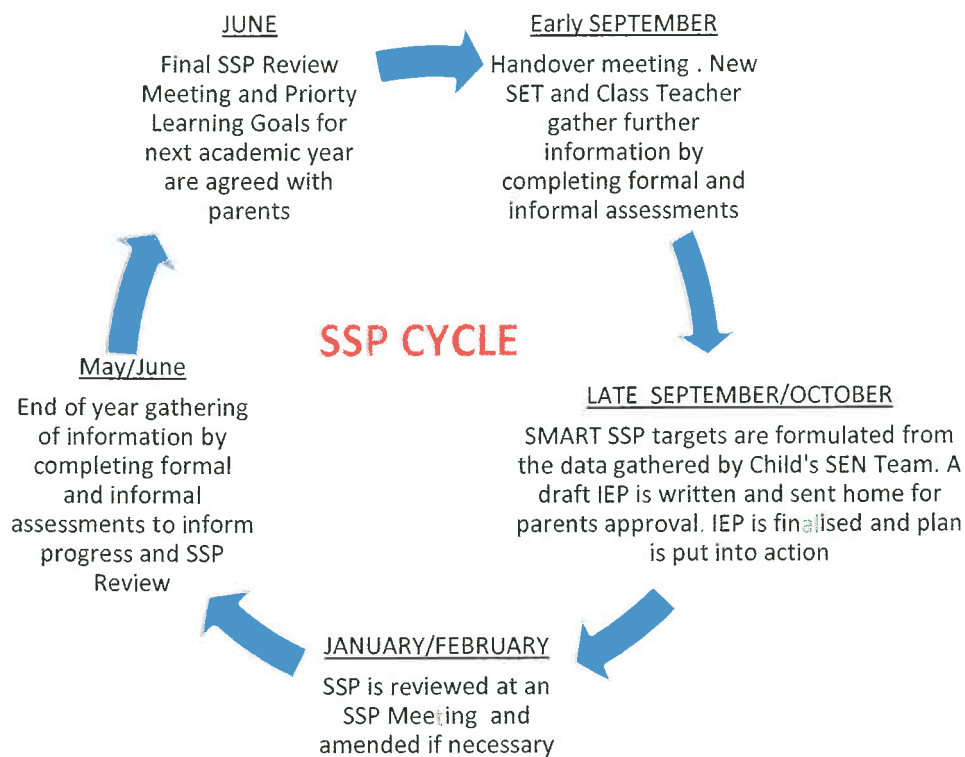 JUNE
Final SSP Review
Meeting and Priorty
Learning Goals for
next academic year
are agreed with
parents
Early SEPTEMBER
Handover meeting . New
SET and Class Teacher
gather further
information by
completing formal and
informal assessments
SSP CYCLE
LATE SEPTEMBER/OCTOBER
SMART SSP targets are formulated from
the data gathered by Child's SEN Team. A
draft IEP is written and sent home for
parents approval. IEP is finalised and plan
is put into action
JANUARY/FEBRUARY
SSP is reviewed at an
SSP Meeting and
amended if necessary
May/June
End of year gathering
of information by
completing formal
and informal
assessments to inform
progress and SSP
Review